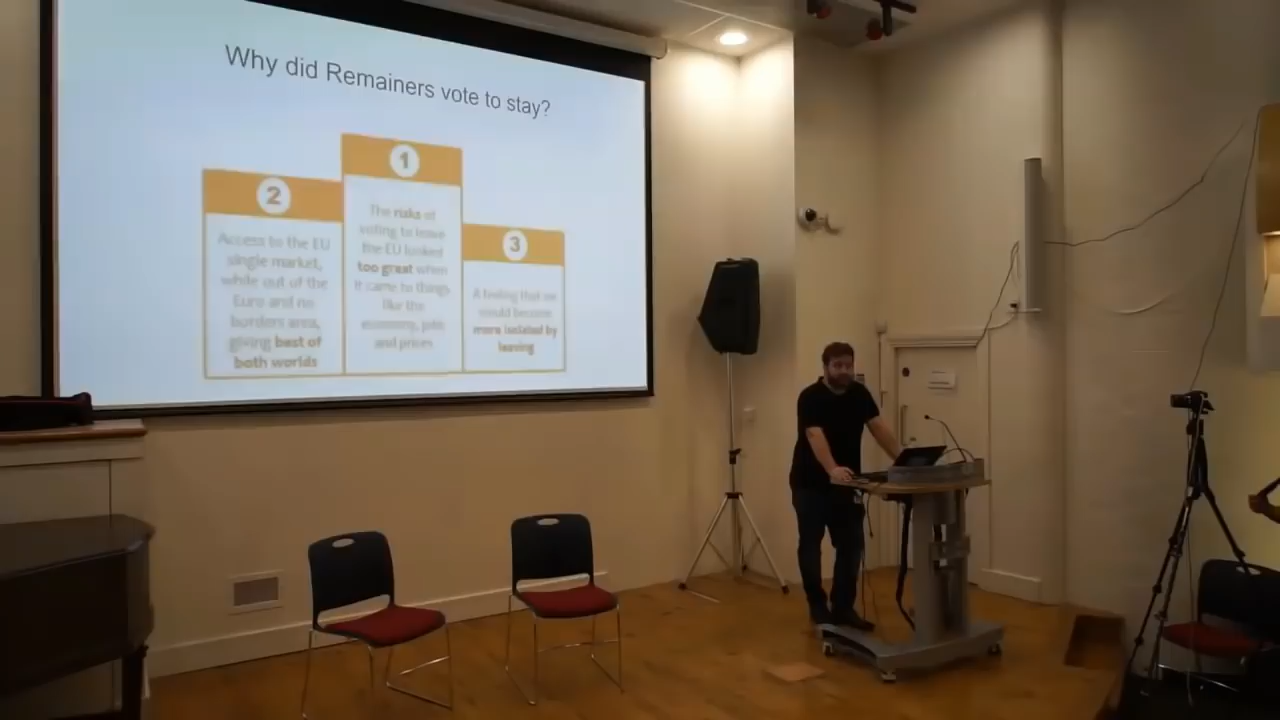 Why did Remainers vote to stay?
2
Access to the EU
single market,
while out of the
Euro and no
borders area,
giving best of
both worlds
1
The risks of
voting to leave
the EU looked
too great when
it came to things
like the
economy, jobs
and prices
3
A feeling that we
would become
more isolated by
leaving